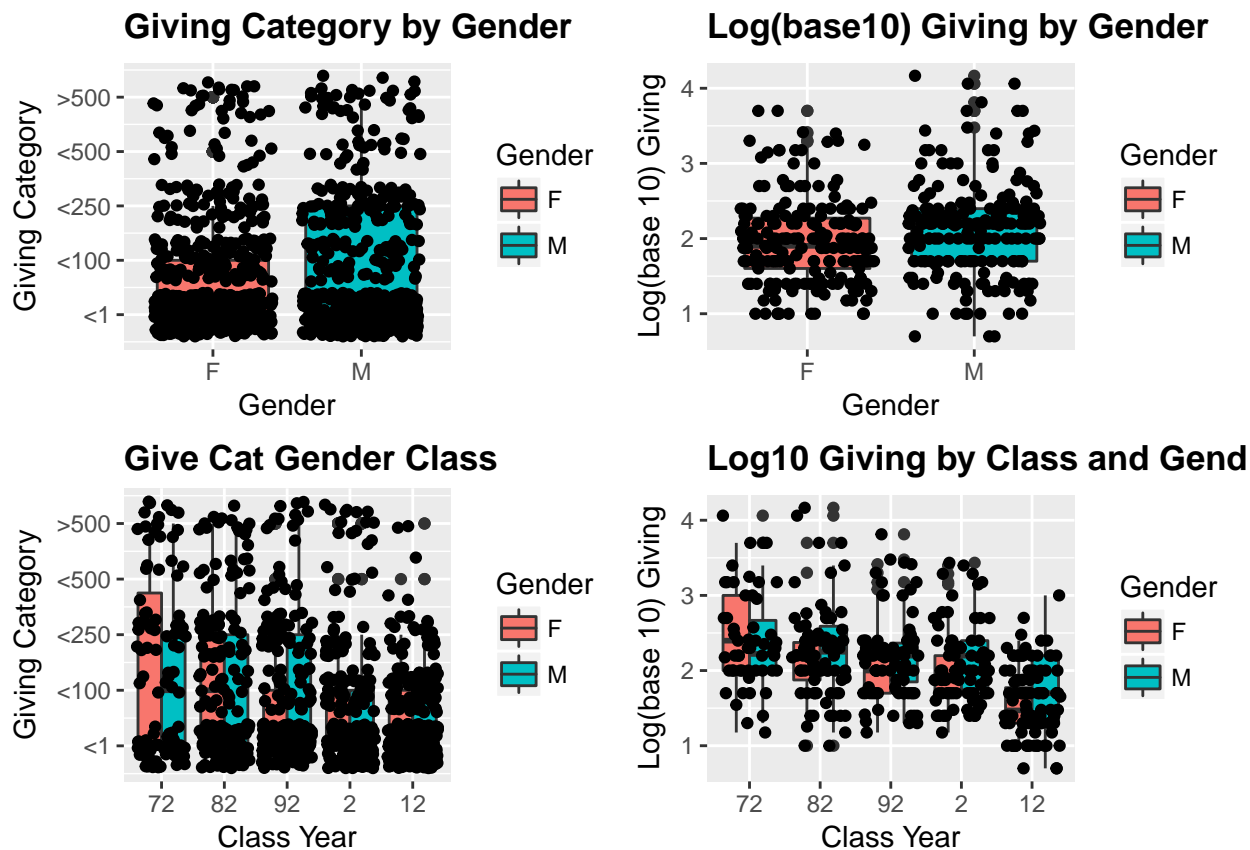 Giving Category by Gender
Giving Category
>500
<500
<250
<100
<1
F
M
Gender
Gender
F
M
Log(base10) Giving by Gender
Log(base 10) Giving
4
3
2
1
F
M
Gender
Gender
F
M
Give Cat Gender Class
Giving Category
>500
<500
<250
<100
<1
72
82
92
2
12
Class Year
Gender
F
M
Log10 Giving by Class and Gend
Log(base 10) Giving
4
3
2
1
72
82
92
2
12
Class Year
Gender
F
M